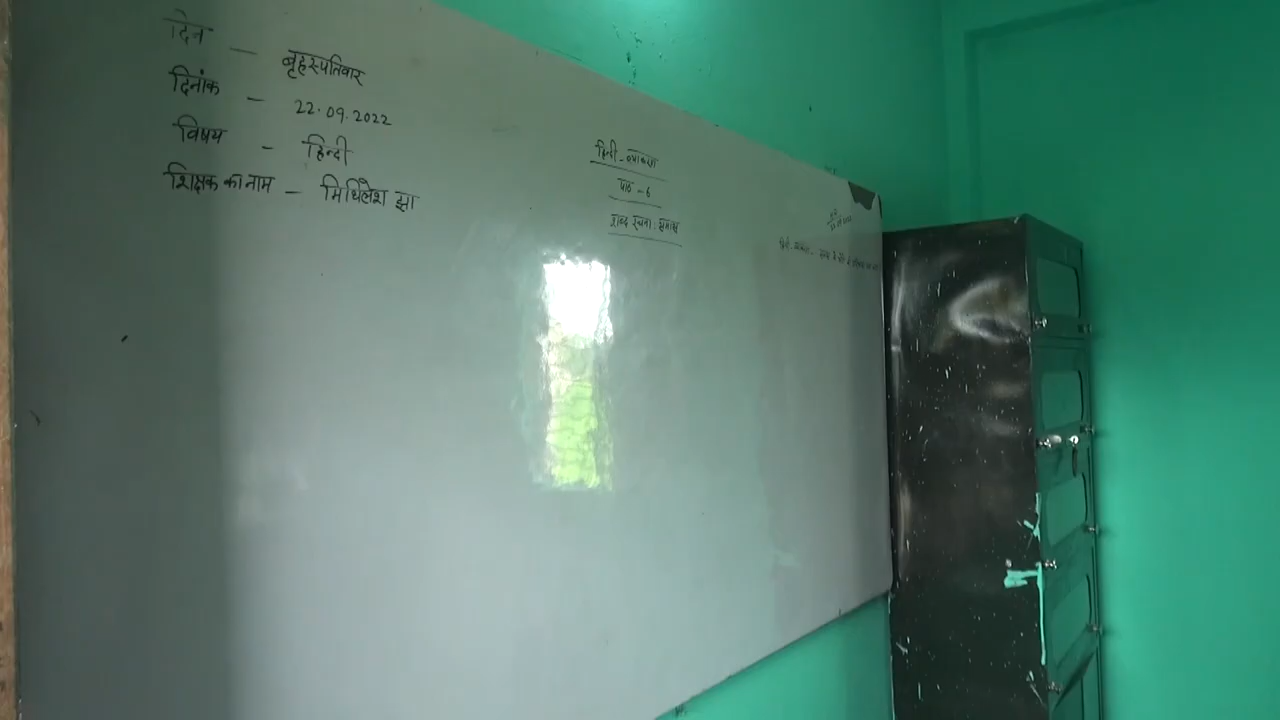 दिन - बृहस्पतिवार
दिनांक - 22.09.2022
विषय - हिन्दी
शिक्षक का नाम - मिथिलेश झा
हिन्दी - व्याकरण
पाठ - 6
शब्द रचना : समास